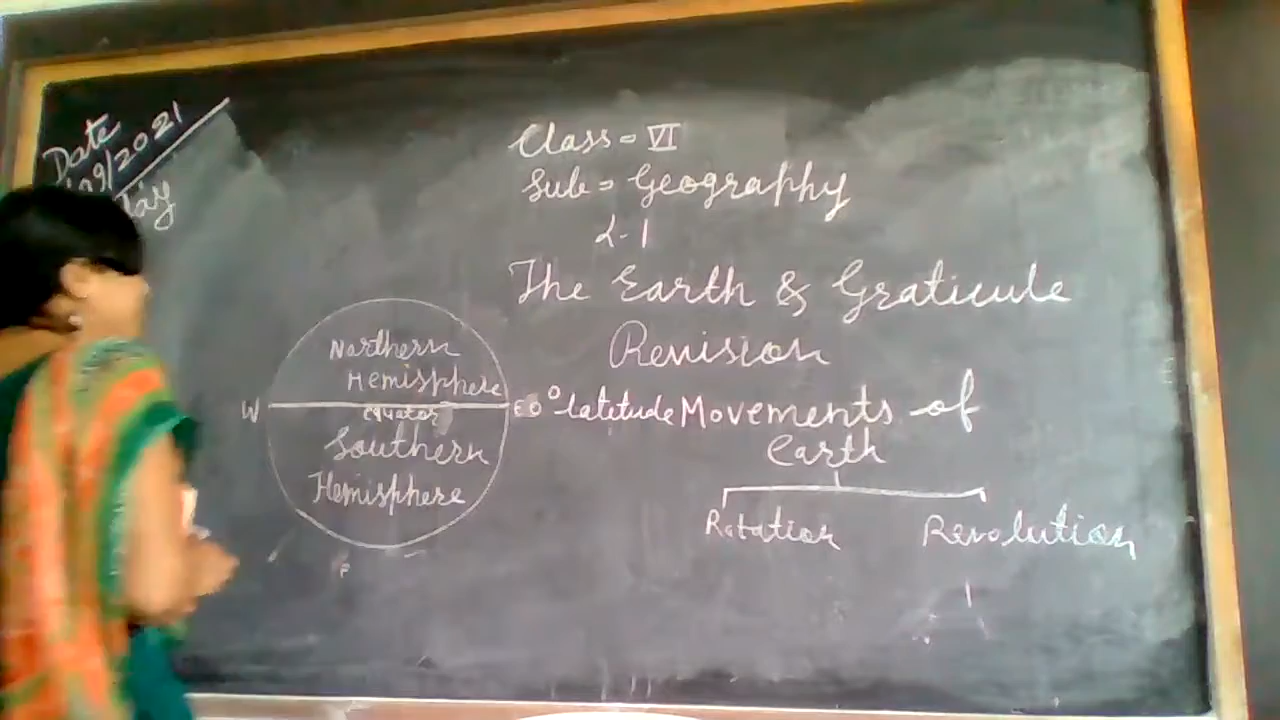 Date
/09/2021
Class = VI
Sub = Geography
L-1
The Earth & Graticule
Revision
Northern
Hemisphere
W equator E 0° latitude
Southern
Hemisphere
Movements of
Earth
Rotation Revolution